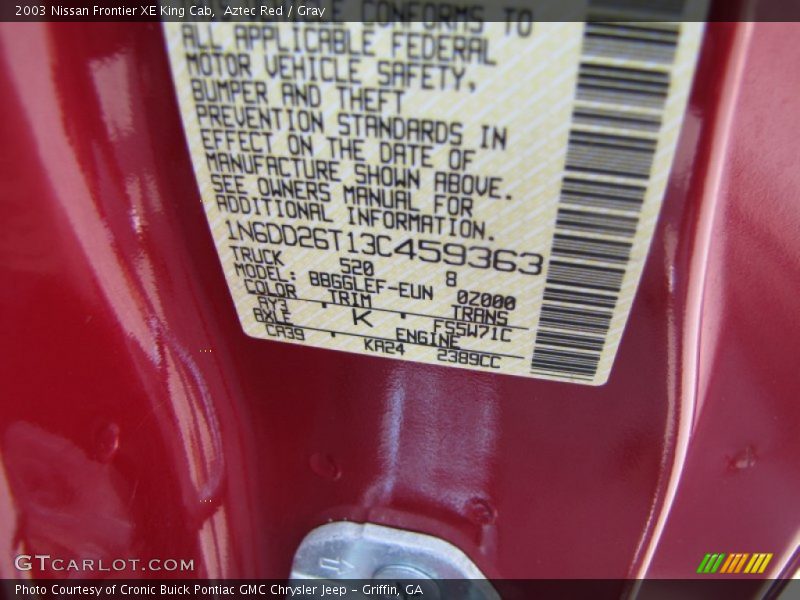 2003 Nissan Frontier XE King Cab, Aztec Red / Gray
CONFORMS TO
ALL APPLICABLE FEDERAL
MOTOR VEHICLE SAFETY,
BUMPER AND THEFT
PREVENTION STANDARDS IN
EFFECT ON THE DATE OF
MANUFACTURE SHOWN ABOVE.
SEE OWNERS MANUAL FOR
ADDITIONAL INFORMATION.
1N6DD26T13C459363
TRUCK 520 8
MODEL: BBGGLEF-EUN 0Z000
COLOR TRIM TRANS
AY3 K FS5W71C
AXLE ENGINE
CA39 KA24 2389CC
GTCARLOT.COM
Photo Courtesy of Cronic Buick Pontiac GMC Chrysler Jeep - Griffin, GA